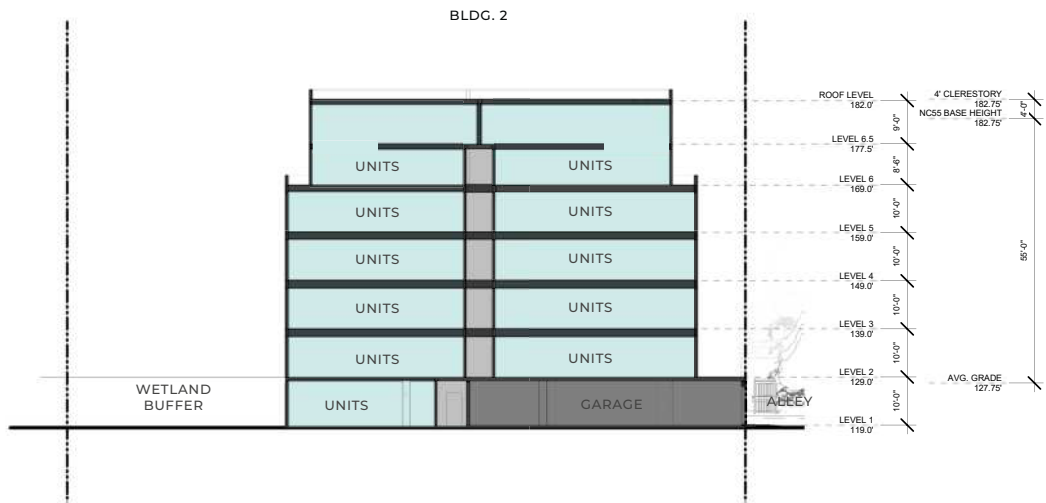 BLDG. 2
ROOF LEVEL
182.0'
4' CLERESTORY
182.75'
4'-0"
NC55 BASE HEIGHT
182.75'
9'-0"
LEVEL 6.5
177.5'
UNITS
UNITS
8'-6"
LEVEL 6
169.0'
UNITS
UNITS
10'-0"
LEVEL 5
159.0'
UNITS
UNITS
10'-0"
55'-0"
LEVEL 4
149.0'
UNITS
UNITS
10'-0"
LEVEL 3
139.0'
UNITS
UNITS
10'-0"
LEVEL 2
129.0'
AVG. GRADE
127.75'
WETLAND
BUFFER
UNITS
GARAGE
ALLEY
10'-0"
LEVEL 1
119.0'